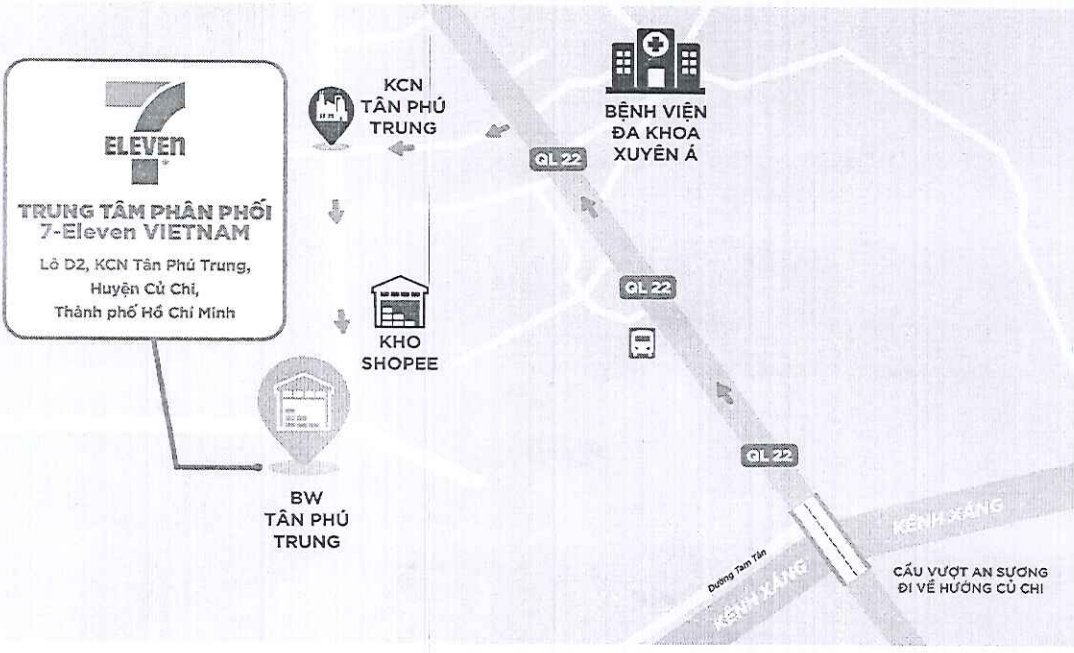 7
ELEVEn
TRUNG TÂM PHÂN PHỐI
7-Eleven VIETNAM
Lô D2, KCN Tân Phú Trung,
Huyện Củ Chi,
Thành phố Hồ Chí Minh
KCN
TÂN PHÚ
TRUNG
BỆNH VIỆN
ĐA KHOA
XUYÊN Á
QL 22
QL 22
KHO
SHOPEE
QL 22
BW
TÂN PHÚ
TRUNG
KÊNH XÁNG
Đường Tam Tân
KÊNH XÁNG
CẦU VƯỢT AN SƯƠNG
ĐI VỀ HƯỚNG CỦ CHI